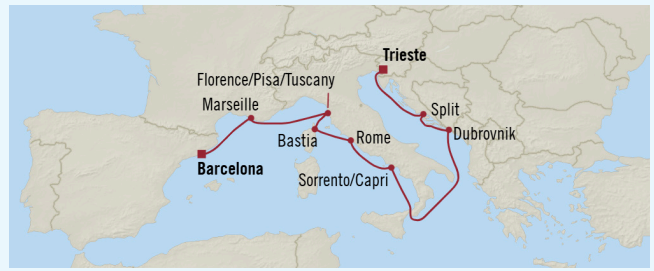 Trieste
Florence/Pisa/Tuscany
Marseille
Split
Dubrovnik
Bastia
Rome
Barcelona
Sorrento/Capri